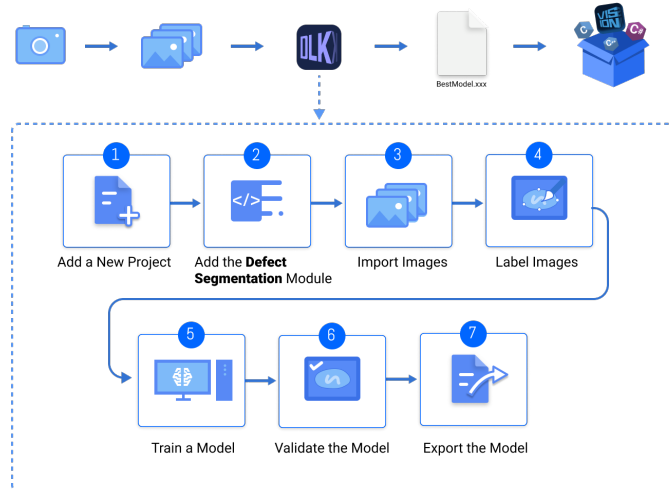 DLK
BestModel.xxx
VIS
ION
C
C#
C++
1
2
3
4
</>
Add a New Project
Add the Defect
Segmentation Module
Import Images
Label Images
5
6
7
Train a Model
Validate the Model
Export the Model